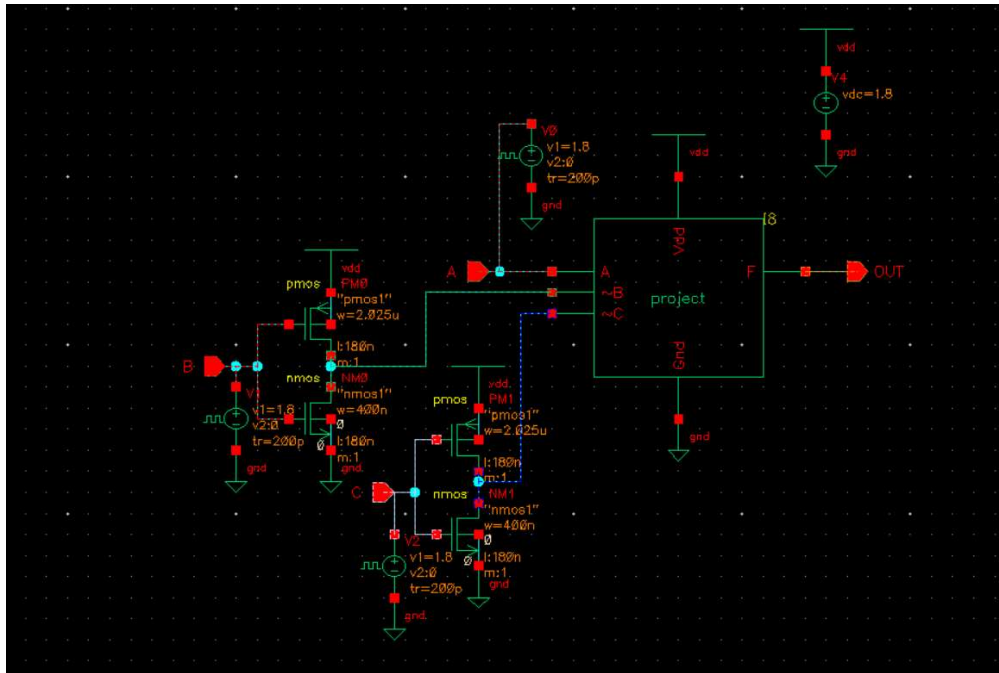 vdd
V4
vdc=1.8
gnd
V0
v1=1.8
v2:0
tr=200p
gnd
vdd
I8
Vdd
A
A
F
OUT
~B
project
~C
Gnd
gnd
vdd
pmos
PM0
"pmos1"
w=2.025u
l:180n
m:1
B
nmos
NM0
"nmos1"
w=400n
0
0
l:180n
m:1
gnd
v1=1.8
v2:0
tr=200p
gnd
vdd
pmos
PM1
"pmos1"
w=2.025u
l:180n
m:1
C
nmos
NM1
"nmos1"
w=400n
0
0
l:180n
m:1
gnd
V2
v1=1.8
v2:0
tr=200p
gnd